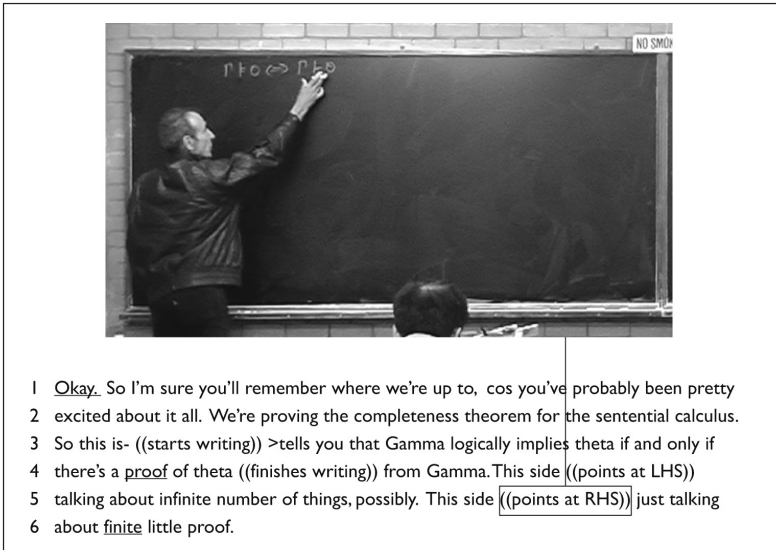 NO SMOK
Γ ⊨ θ ⇔ Γ ⊢ θ
1 Okay. So I'm sure you'll remember where we're up to, cos you've probably been pretty
2 excited about it all. We're proving the completeness theorem for the sentential calculus.
3 So this is- ((starts writing)) >tells you that Gamma logically implies theta if and only if
4 there's a proof of theta ((finishes writing)) from Gamma. This side ((points at LHS))
5 talking about infinite number of things, possibly. This side ((points at RHS)) just talking
6 about finite little proof.